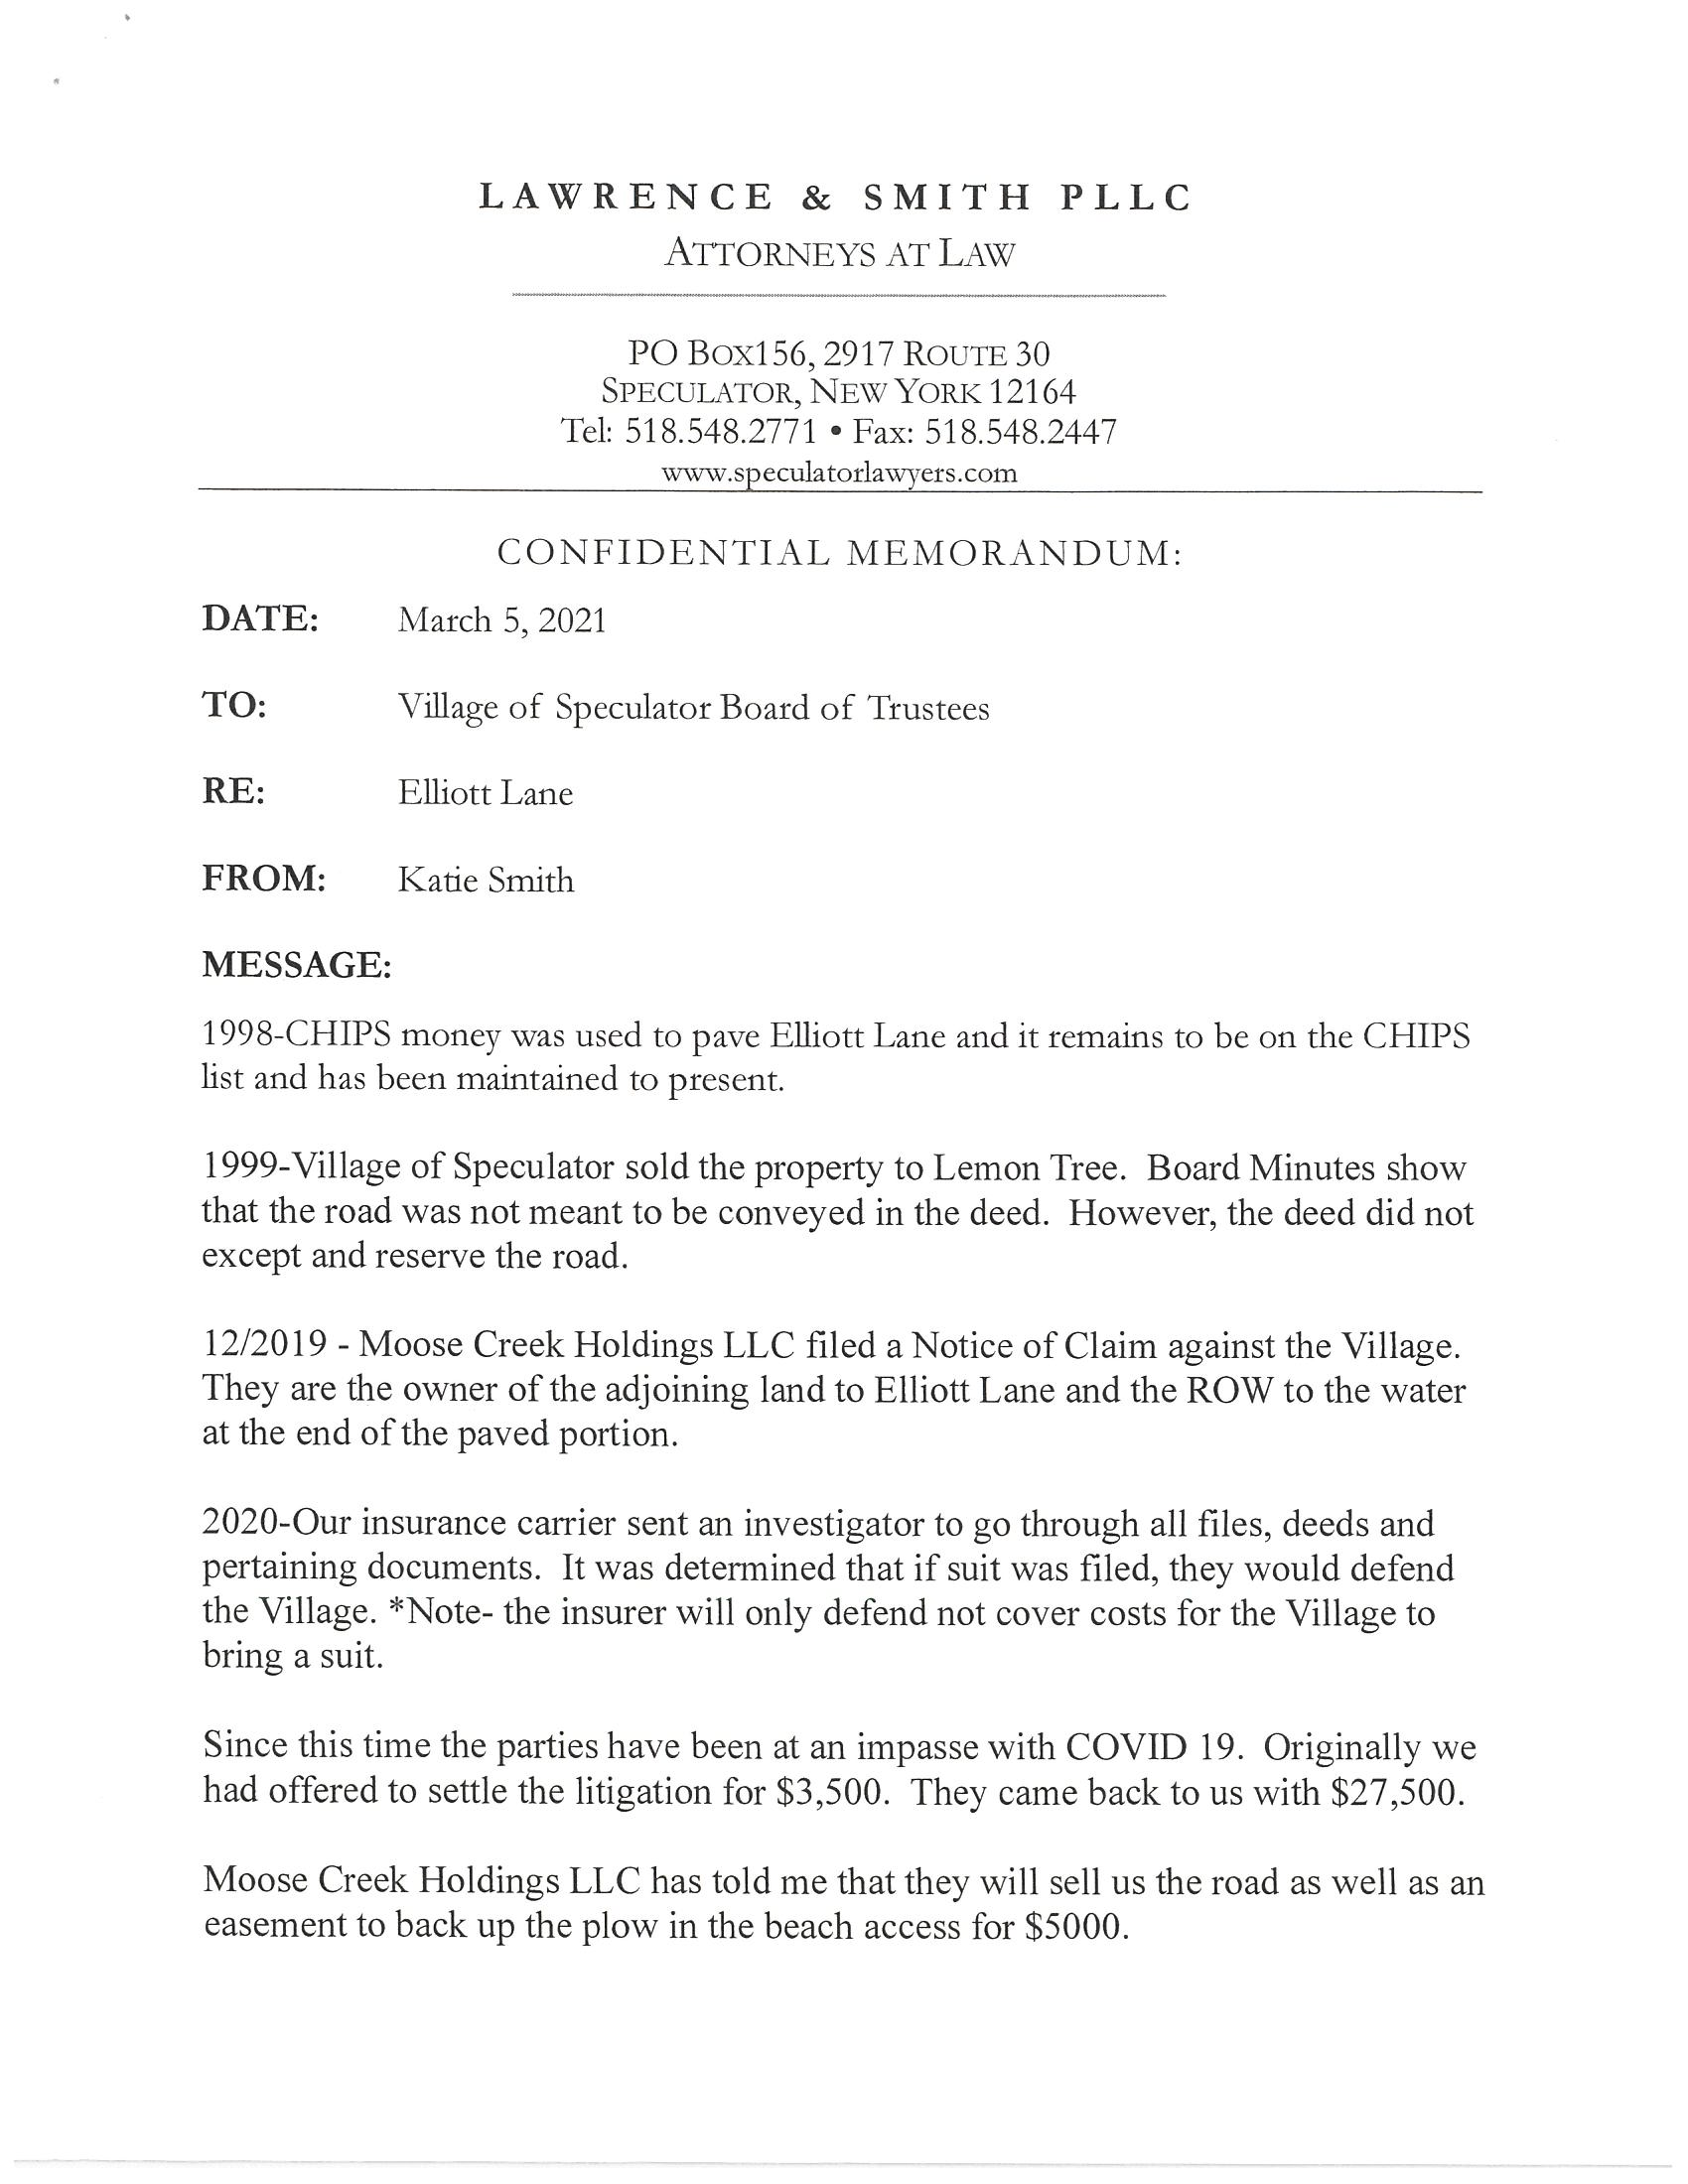 LAWRENCE & SMITH PLLC
ATTORNEYS AT LAW
PO BOX156, 2917 ROUTE 30
SPECULATOR, NEW YORK 12164
Tel: 518.548.2771 • Fax: 518.548.2447
www.speculatorlawyers.com
CONFIDENTIAL MEMORANDUM:
DATE: March 5, 2021
TO: Village of Speculator Board of Trustees
RE: Elliott Lane
FROM: Katie Smith
MESSAGE:
1998-CHIPS money was used to pave Elliott Lane and it remains to be on the CHIPS
list and has been maintained to present.
1999-Village of Speculator sold the property to Lemon Tree. Board Minutes show
that the road was not meant to be conveyed in the deed. However, the deed did not
except and reserve the road.
12/2019 - Moose Creek Holdings LLC filed a Notice of Claim against the Village.
They are the owner of the adjoining land to Elliott Lane and the ROW to the water
at the end of the paved portion.
2020-Our insurance carrier sent an investigator to go through all files, deeds and
pertaining documents. It was determined that if suit was filed, they would defend
the Village. *Note- the insurer will only defend not cover costs for the Village to
bring a suit.
Since this time the parties have been at an impasse with COVID 19. Originally we
had offered to settle the litigation for $3,500. They came back to us with $27,500.
Moose Creek Holdings LLC has told me that they will sell us the road as well as an
easement to back up the plow in the beach access for $5000.